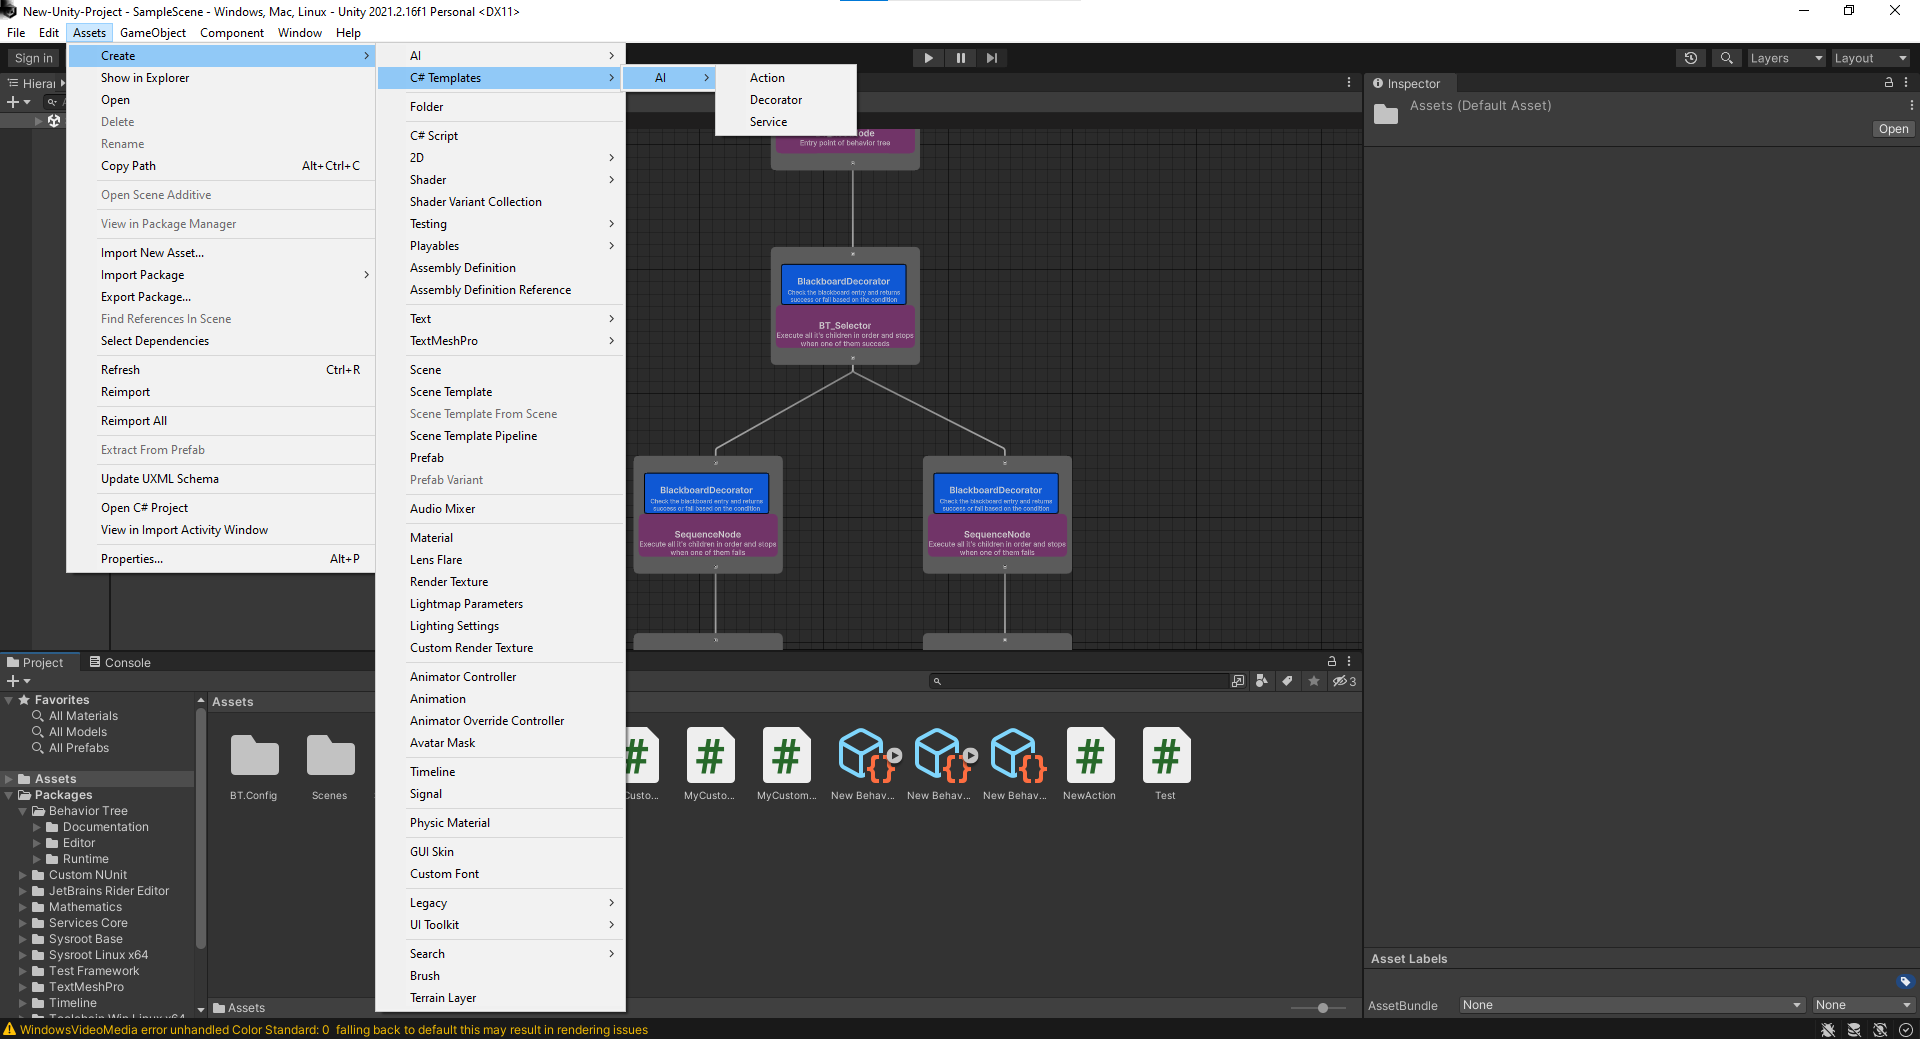 New-Unity-Project - SampleScene - Windows, Mac, Linux - Unity 2021.2.16f1 Personal <DX11>
File Edit Assets GameObject Component Window Help
Sign in
Layers
Layout
Hierar
Create
Show in Explorer
Open
Delete
Rename
Copy Path Alt+Ctrl+C
Open Scene Additive
View in Package Manager
Import New Asset...
Import Package
Export Package...
Find References In Scene
Select Dependencies
Refresh Ctrl+R
Reimport
Reimport All
Extract From Prefab
Update UXML Schema
Open C# Project
View in Import Activity Window
Properties... Alt+P
AI
C# Templates
Folder
C# Script
2D
Shader
Shader Variant Collection
Testing
Playables
Assembly Definition
Assembly Definition Reference
Text
TextMeshPro
Scene
Scene Template
Scene Template From Scene
Scene Template Pipeline
Prefab
Prefab Variant
Audio Mixer
Material
Lens Flare
Render Texture
Lightmap Parameters
Lighting Settings
Custom Render Texture
Animator Controller
Animation
Animator Override Controller
Avatar Mask
Timeline
Signal
Physic Material
GUI Skin
Custom Font
Legacy
UI Toolkit
Search
Brush
Terrain Layer
AI
Action
Decorator
Service
Entry point of behavior tree
BlackboardDecorator
Check the blackboard entry and returns
success or fail based on the condition
BT_Selector
Execute all it's children in order and stops
when one of them succeds
BlackboardDecorator
Check the blackboard entry and returns
success or fail based on the condition
SequenceNode
Execute all it's children in order and stops
when one of them fails
BlackboardDecorator
Check the blackboard entry and returns
success or fail based on the condition
SequenceNode
Execute all it's children in order and stops
when one of them fails
Inspector
Assets (Default Asset)
Open
Project
Console
3
Favorites
All Materials
All Models
All Prefabs
Assets
Packages
Behavior Tree
Documentation
Editor
Runtime
Custom NUnit
JetBrains Rider Editor
Mathematics
Services Core
Sysroot Base
Sysroot Linux x64
Test Framework
TextMeshPro
Timeline
Toolchain Win Linux x64
Assets
BT.Config
Scenes
Custo...
MyCusto...
MyCustom...
New Behav...
New Behav...
New Behav...
NewAction
Test
Assets
Asset Labels
AssetBundle None None
WindowsVideoMedia error unhandled Color Standard: 0 falling back to default this may result in rendering issues